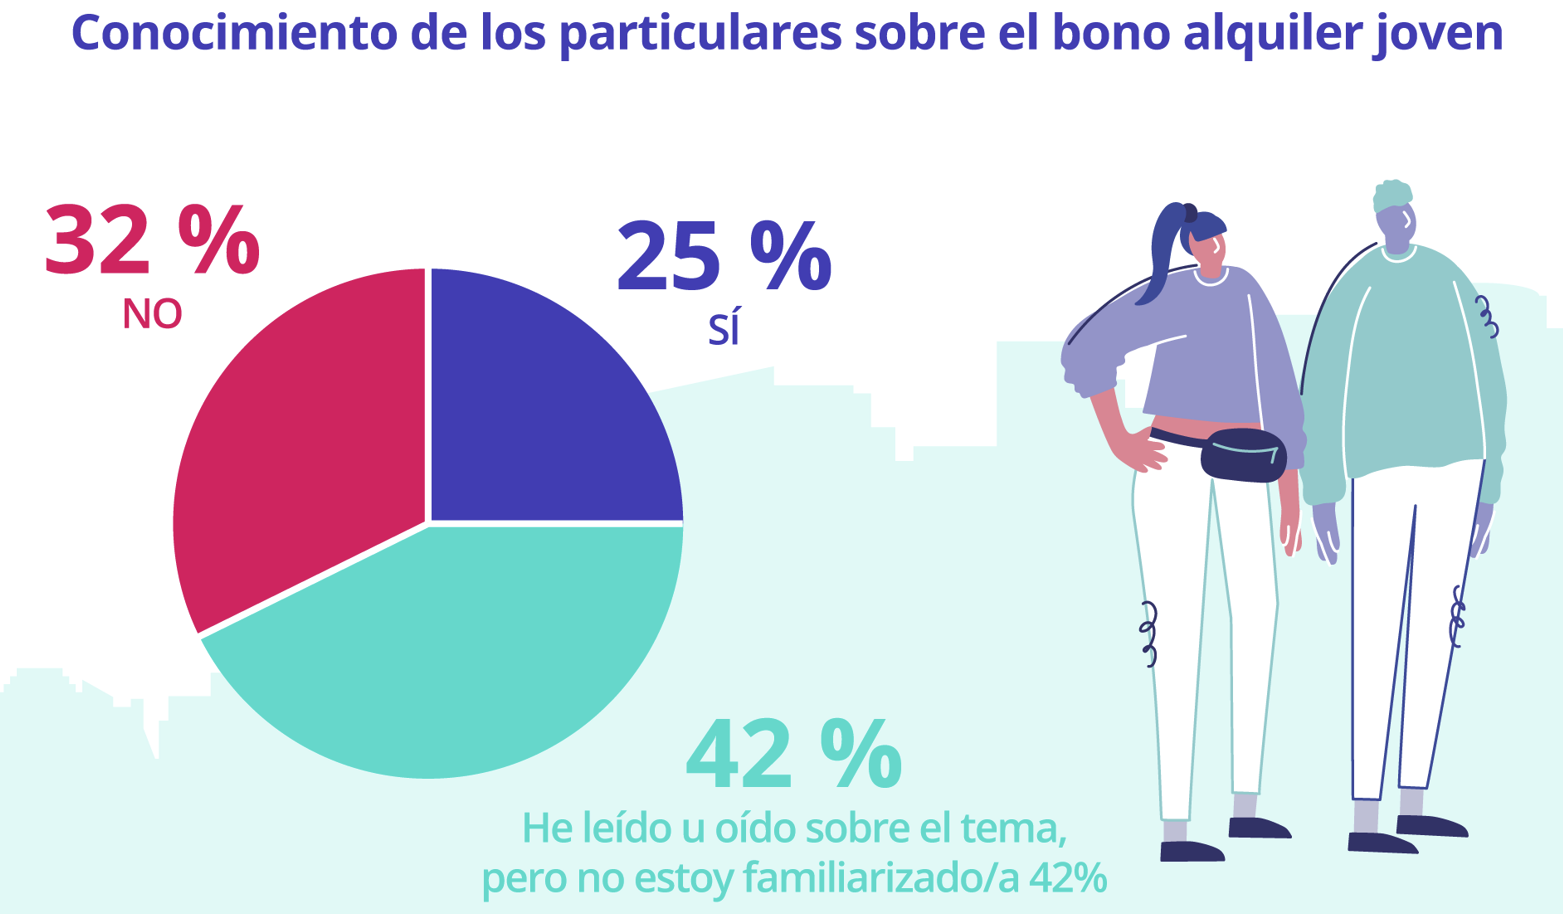 Conocimiento de los particulares sobre el bono alquiler joven
32 %
NO
25 %
SÍ
42 %
He leído u oído sobre el tema,
pero no estoy familiarizado/a 42%